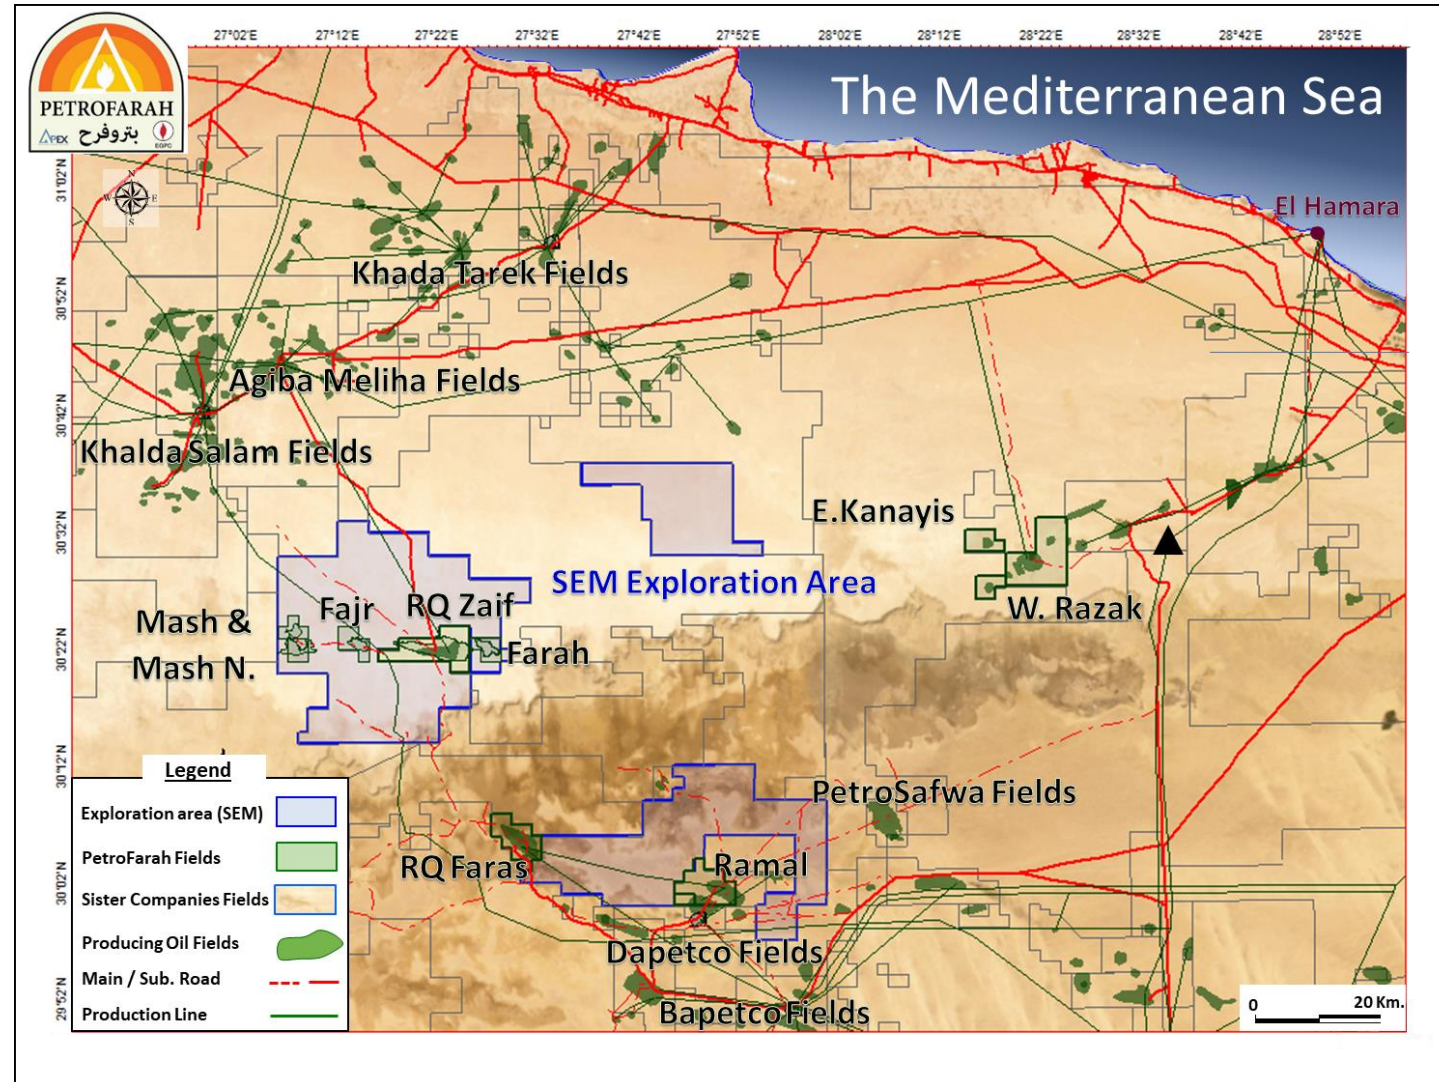 27°02'E 27°12'E 27°22'E 27°32'E 27°42'E 27°52'E 28°02'E 28°12'E 28°22'E 28°32'E 28°42'E 28°52'E
PETROFARAH
APEX بتروفرح EGPC
The Mediterranean Sea
N
W E
S
31°02'N
El Hamara
Khada Tarek Fields
30°52'N
Agiba Meliha Fields
30°42'N
Khalda Salam Fields
E.Kanayis
30°32'N
SEM Exploration Area
Fajr RQ Zaif
W. Razak
Mash &
Mash N.
30°22'N
Farah
30°12'N
Legend
PetroSafwa Fields
Exploration area (SEM)
PetroFarah Fields
RQ Faras
Ramal
30°02'N
Sister Companies Fields
Producing Oil Fields
Dapetco Fields
Main / Sub. Road
29°52'N
Production Line
Bapetco Fields
0 20 Km.